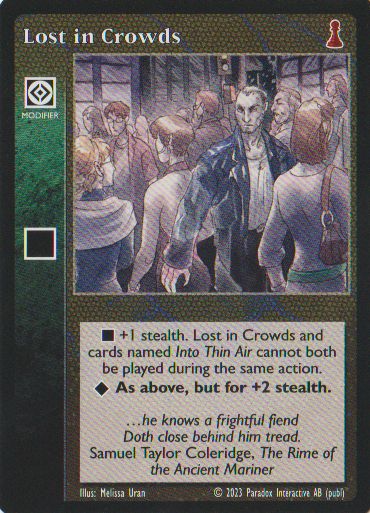 Lost in Crowds
MODIFIER
+1 stealth. Lost in Crowds and
cards named Into Thin Air cannot both
be played during the same action.
As above, but for +2 stealth.
…he knows a frightful fiend
Doth close behind him tread.
Samuel Taylor Coleridge, The Rime of
the Ancient Mariner
Illus: Melissa Uran © 2023 Paradox Interactive AB (publ)